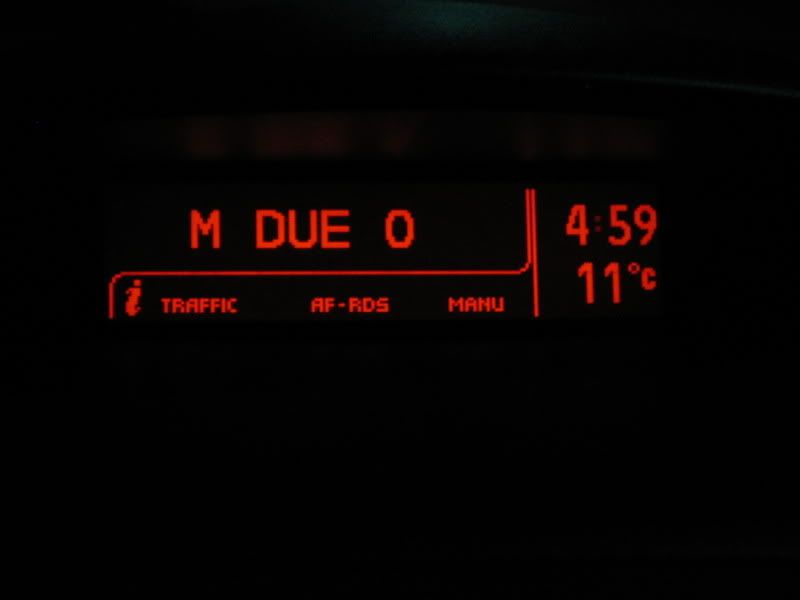 M DUE O
4:59
11°C
i TRAFFIC AF-RDS MANU